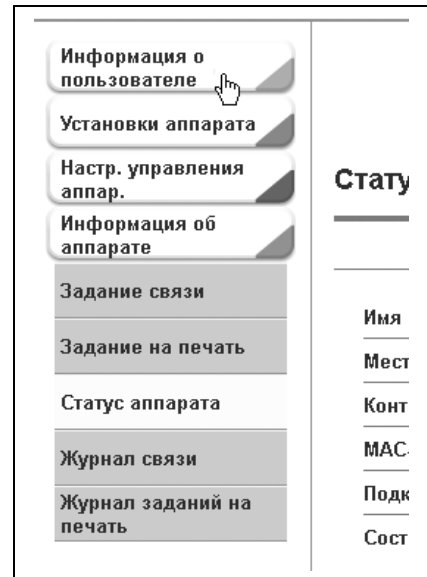 Информация о
пользователе
Установки аппарата
Настр. управления
аппар.
Информация об
аппарате
Задание связи
Задание на печать
Статус аппарата
Журнал связи
Журнал заданий на
печать
Стату
Имя
Мест
Конт
MAC-
Подк
Сост